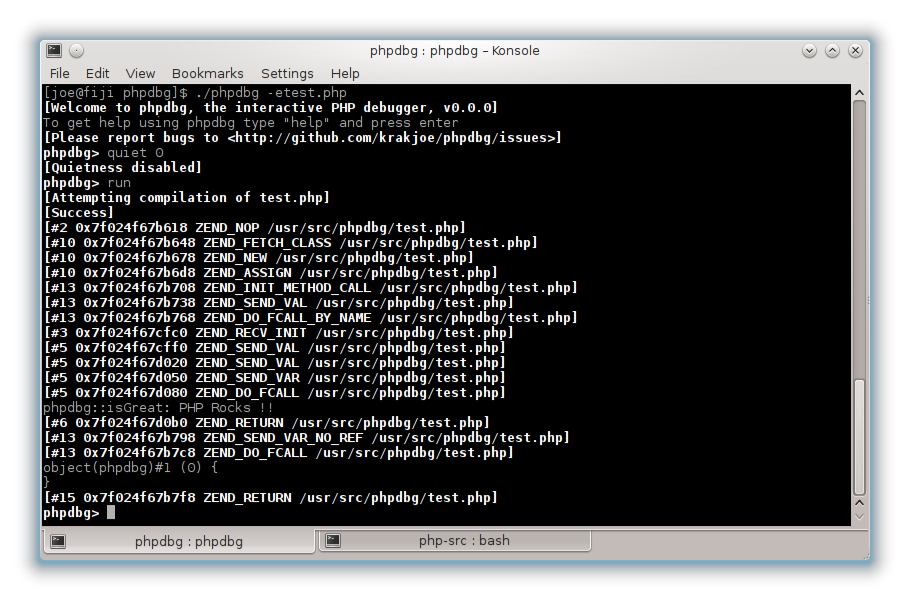 phpdbg : phpdbg – Konsole
File Edit View Bookmarks Settings Help
[joe@fiji phpdbg]$ ./phpdbg -etest.php
[Welcome to phpdbg, the interactive PHP debugger, v0.0.0]
To get help using phpdbg type "help" and press enter
[Please report bugs to <http://github.com/krakjoe/phpdbg/issues>]
phpdbg> quiet 0
[Quietness disabled]
phpdbg> run
[Attempting compilation of test.php]
[Success]
[#2 0x7f024f67b618 ZEND_NOP /usr/src/phpdbg/test.php]
[#10 0x7f024f67b648 ZEND_FETCH_CLASS /usr/src/phpdbg/test.php]
[#10 0x7f024f67b678 ZEND_NEW /usr/src/phpdbg/test.php]
[#10 0x7f024f67b6d8 ZEND_ASSIGN /usr/src/phpdbg/test.php]
[#13 0x7f024f67b708 ZEND_INIT_METHOD_CALL /usr/src/phpdbg/test.php]
[#13 0x7f024f67b738 ZEND_SEND_VAL /usr/src/phpdbg/test.php]
[#13 0x7f024f67b768 ZEND_DO_FCALL_BY_NAME /usr/src/phpdbg/test.php]
[#3 0x7f024f67cfc0 ZEND_RECV_INIT /usr/src/phpdbg/test.php]
[#5 0x7f024f67cff0 ZEND_SEND_VAL /usr/src/phpdbg/test.php]
[#5 0x7f024f67d020 ZEND_SEND_VAL /usr/src/phpdbg/test.php]
[#5 0x7f024f67d050 ZEND_SEND_VAR /usr/src/phpdbg/test.php]
[#5 0x7f024f67d080 ZEND_DO_FCALL /usr/src/phpdbg/test.php]
phpdbg::isGreat: PHP Rocks !!
[#6 0x7f024f67d0b0 ZEND_RETURN /usr/src/phpdbg/test.php]
[#13 0x7f024f67b798 ZEND_SEND_VAR_NO_REF /usr/src/phpdbg/test.php]
[#13 0x7f024f67b7c8 ZEND_DO_FCALL /usr/src/phpdbg/test.php]
object(phpdbg)#1 (0) {
}
[#15 0x7f024f67b7f8 ZEND_RETURN /usr/src/phpdbg/test.php]
phpdbg>
phpdbg : phpdbg
php-src : bash